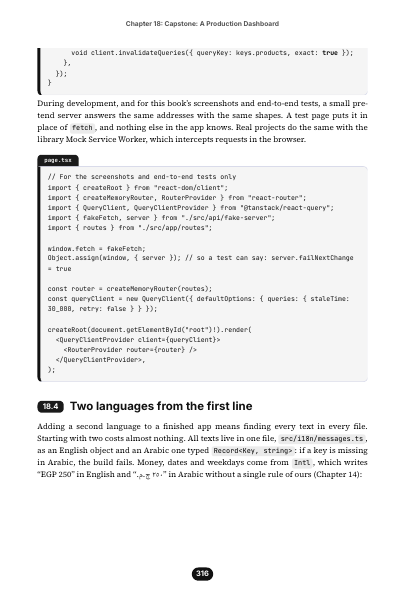 Chapter 18: Capstone: A Production Dashboard
void client.invalidateQueries({ queryKey: keys.products, exact: true });
},
});
}
During development, and for this book's screenshots and end-to-end tests, a small pre-
tend server answers the same addresses with the same shapes. A test page puts it in
place of fetch, and nothing else in the app knows. Real projects do the same with the
library Mock Service Worker, which intercepts requests in the browser.
page.tsx
// For the screenshots and end-to-end tests only
import { createRoot } from "react-dom/client";
import { createMemoryRouter, RouterProvider } from "react-router";
import { QueryClient, QueryClientProvider } from "@tanstack/react-query";
import { fakeFetch, server } from "./src/api/fake-server";
import { routes } from "./src/app/routes";
window.fetch = fakeFetch;
Object.assign(window, { server }); // so a test can say: server.failNextChange
= true
const router = createMemoryRouter(routes);
const queryClient = new QueryClient({ defaultOptions: { queries: { staleTime:
30_000, retry: false } } });
createRoot(document.getElementById("root")!).render(
<QueryClientProvider client={queryClient}>
<RouterProvider router={router} />
</QueryClientProvider>,
);
18.4 Two languages from the first line
Adding a second language to a finished app means finding every text in every file.
Starting with two costs almost nothing. All texts live in one file, src/i18n/messages.ts,
as an English object and an Arabic one typed Record<Key, string>: if a key is missing
in Arabic, the build fails. Money, dates and weekdays come from Intl, which writes
"EGP 250" in English and "" in Arabic without a single rule of ours (Chapter 14):
316